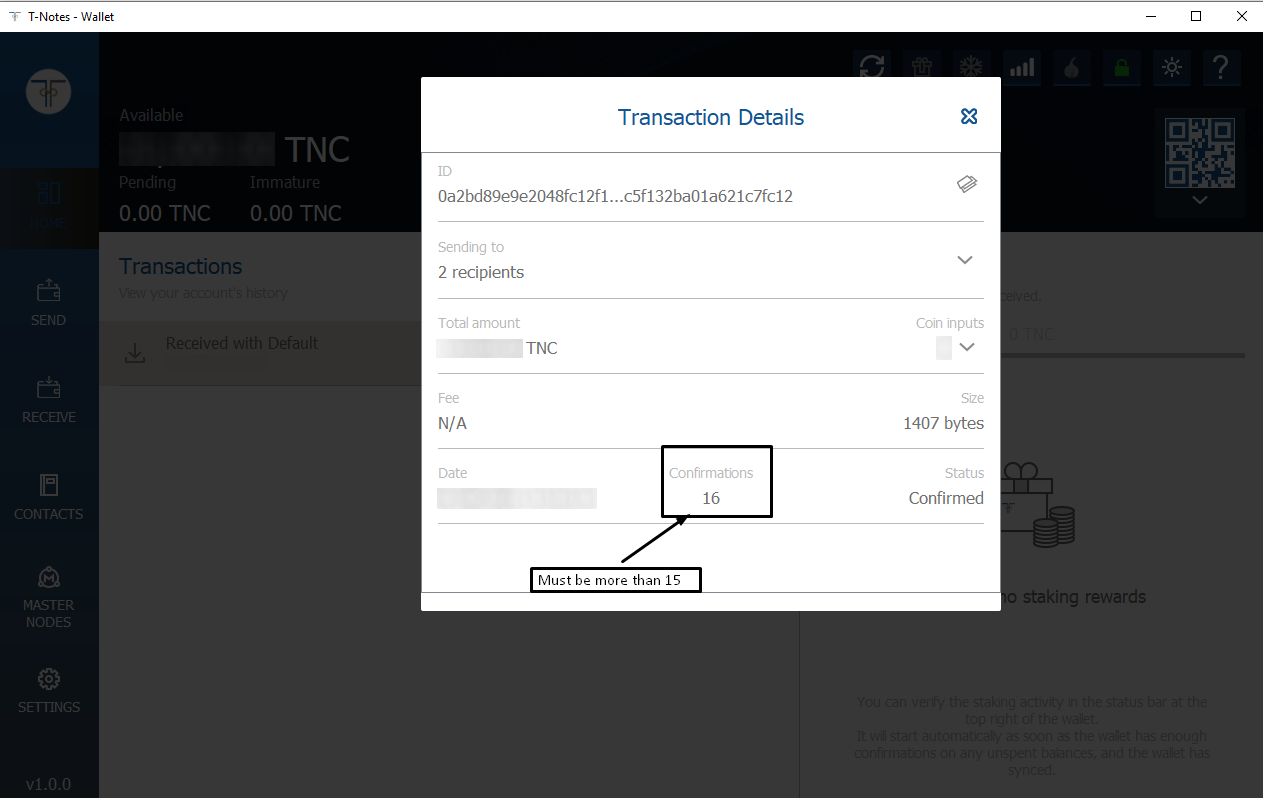 T-Notes - Wallet
Available
TNC
Pending Immature
0.00 TNC 0.00 TNC
HOME
SEND
RECEIVE
CONTACTS
MASTER
NODES
SETTINGS
v1.0.0
Transactions
View your account's history
Received with Default
Transaction Details
ID
0a2bd89e9e2048fc12f1...c5f132ba01a621c7fc12
Sending to
2 recipients
Total amount Coin inputs
TNC
Fee Size
N/A 1407 bytes
Date Confirmations Status
16 Confirmed
Must be more than 15
ceived.
0 TNC
no staking rewards
You can verify the staking activity in the status bar at the
top right of the wallet.
It will start automatically as soon as the wallet has enough
confirmations on any unspent balances, and the wallet has
synced.